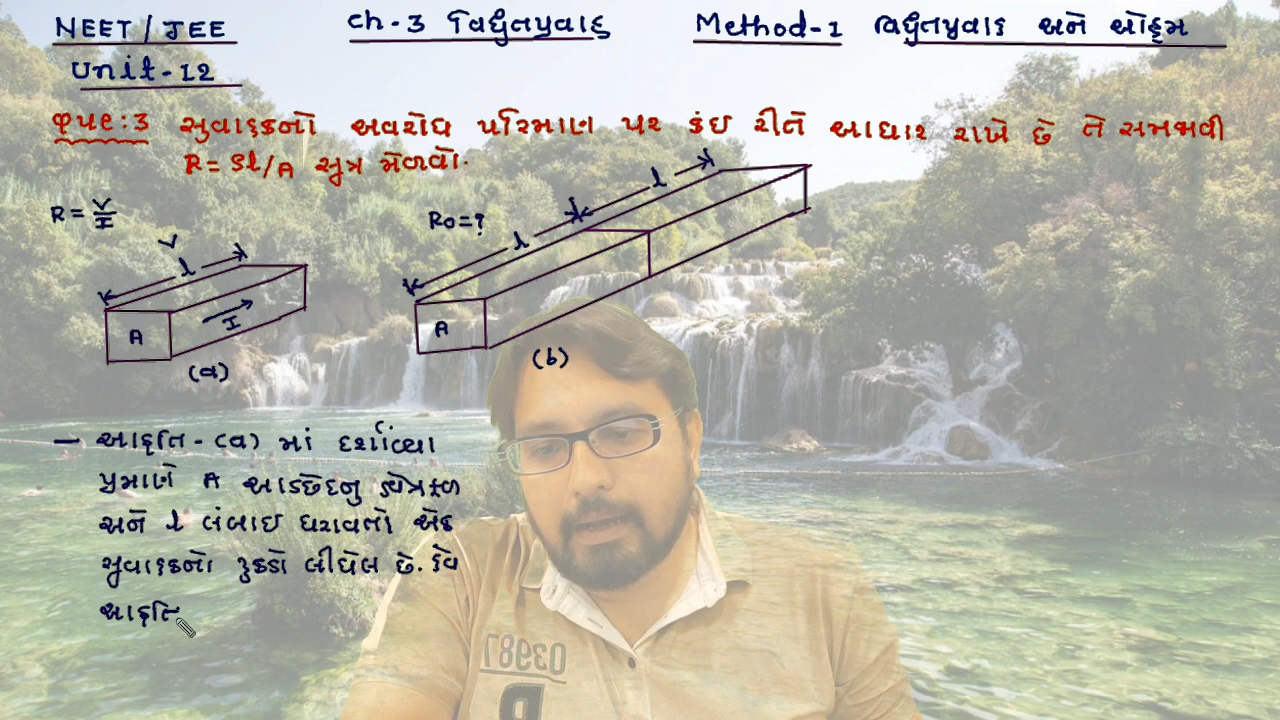 NEET / JEE ch-3 વિદ્યુતપ્રવાહ Method-1 વિદ્યુતપ્રવાહ અને ઓહમ
Unit-12
પ્રશ્ન:3 સુવાહકનો અવરોધ પરિમાણ પર કઇ રીતે આધાર રાખે છે તે સમજાવી
R = ρl/A સૂત્ર મેળવો.
R = V/I
R₀ = ?
V
l
l
l
I
A
A
(a)
(b)
– આકૃતિ - (a) માં દર્શાવ્યા
પ્રમાણે A આડછેદનુ ક્ષેત્રફળ
અને l લંબાઇ ધરાવતો એક
સુવાહકનો ટુકડો લીધેલ છે. હવે
આકૃતિ